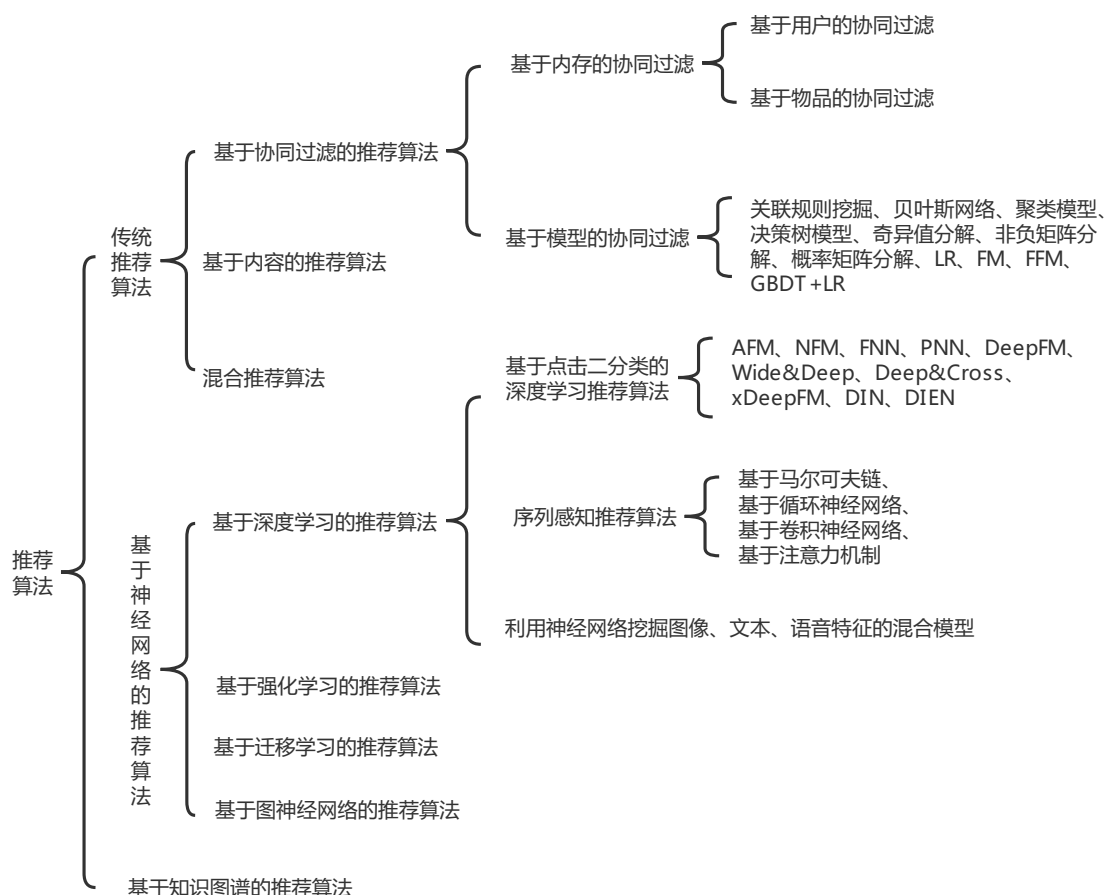 基于用户的协同过滤
基于内存的协同过滤
基于物品的协同过滤
基于协同过滤的推荐算法
关联规则挖掘、贝叶斯网络、聚类模型、
决策树模型、奇异值分解、非负矩阵分
解、概率矩阵分解、LR、FM、FFM、
GBDT+LR
基于模型的协同过滤
传统
推荐
算法
基于内容的推荐算法
混合推荐算法
基于点击二分类的
深度学习推荐算法
AFM、NFM、FNN、PNN、DeepFM、
Wide&Deep、Deep&Cross、
xDeepFM、DIN、DIEN
基于深度学习的推荐算法
序列感知推荐算法
基于马尔可夫链、
基于循环神经网络、
基于卷积神经网络、
基于注意力机制
推荐
算法
基于神经网络的推荐算法
利用神经网络挖掘图像、文本、语音特征的混合模型
基于强化学习的推荐算法
基于迁移学习的推荐算法
基于图神经网络的推荐算法
基于知识图谱的推荐算法